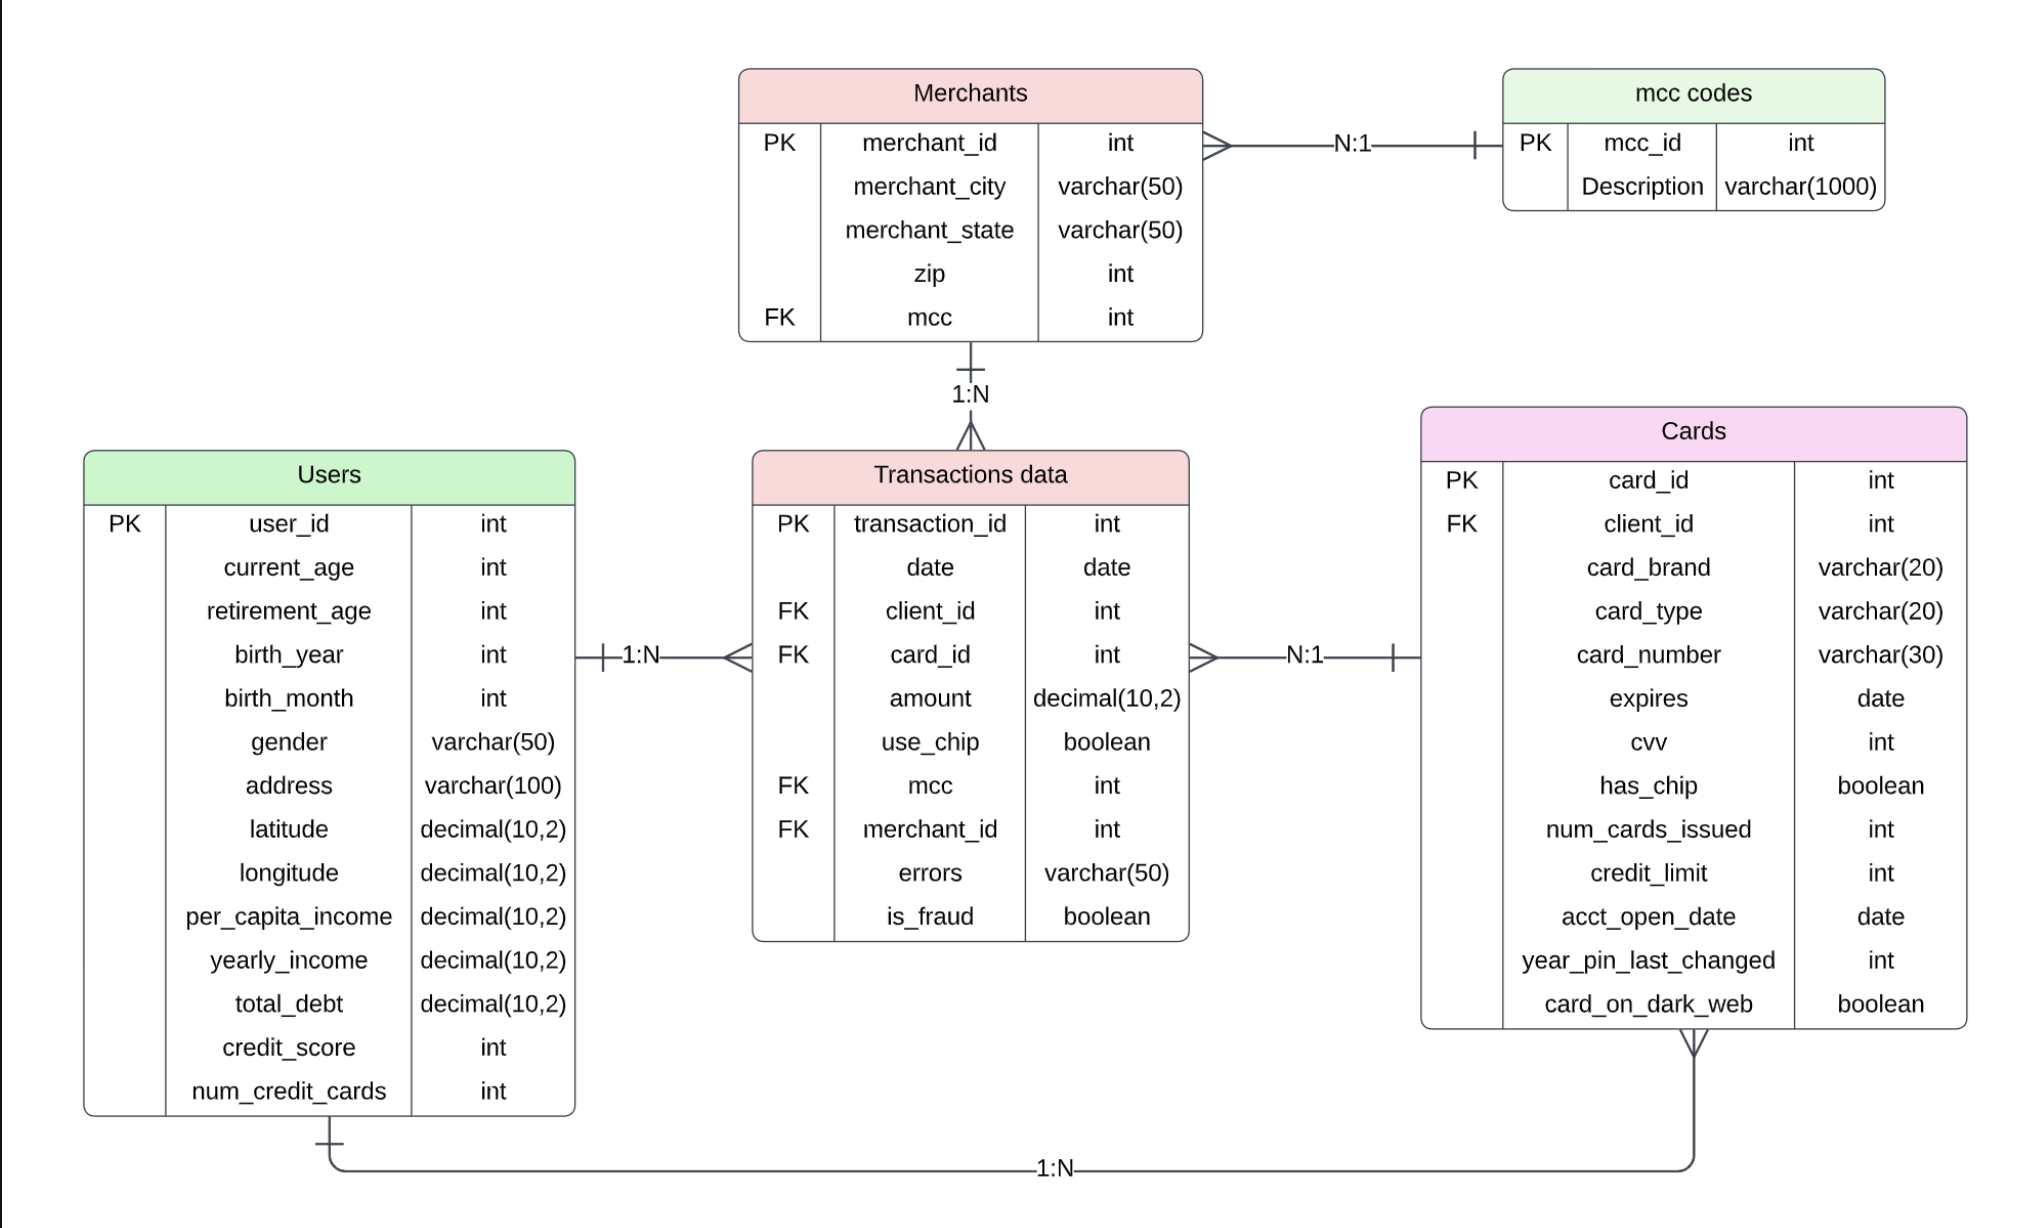 Merchants
PK merchant_id int
merchant_city varchar(50)
merchant_state varchar(50)
zip int
FK mcc int
N:1
mcc codes
PK mcc_id int
Description varchar(1000)
1:N
Users
PK user_id int
current_age int
retirement_age int
birth_year int
birth_month int
gender varchar(50)
address varchar(100)
latitude decimal(10,2)
longitude decimal(10,2)
per_capita_income decimal(10,2)
yearly_income decimal(10,2)
total_debt decimal(10,2)
credit_score int
num_credit_cards int
1:N
Transactions data
PK transaction_id int
date date
FK client_id int
FK card_id int
amount decimal(10,2)
use_chip boolean
FK mcc int
FK merchant_id int
errors varchar(50)
is_fraud boolean
N:1
Cards
PK card_id int
FK client_id int
card_brand varchar(20)
card_type varchar(20)
card_number varchar(30)
expires date
cvv int
has_chip boolean
num_cards_issued int
credit_limit int
acct_open_date date
year_pin_last_changed int
card_on_dark_web boolean
1:N